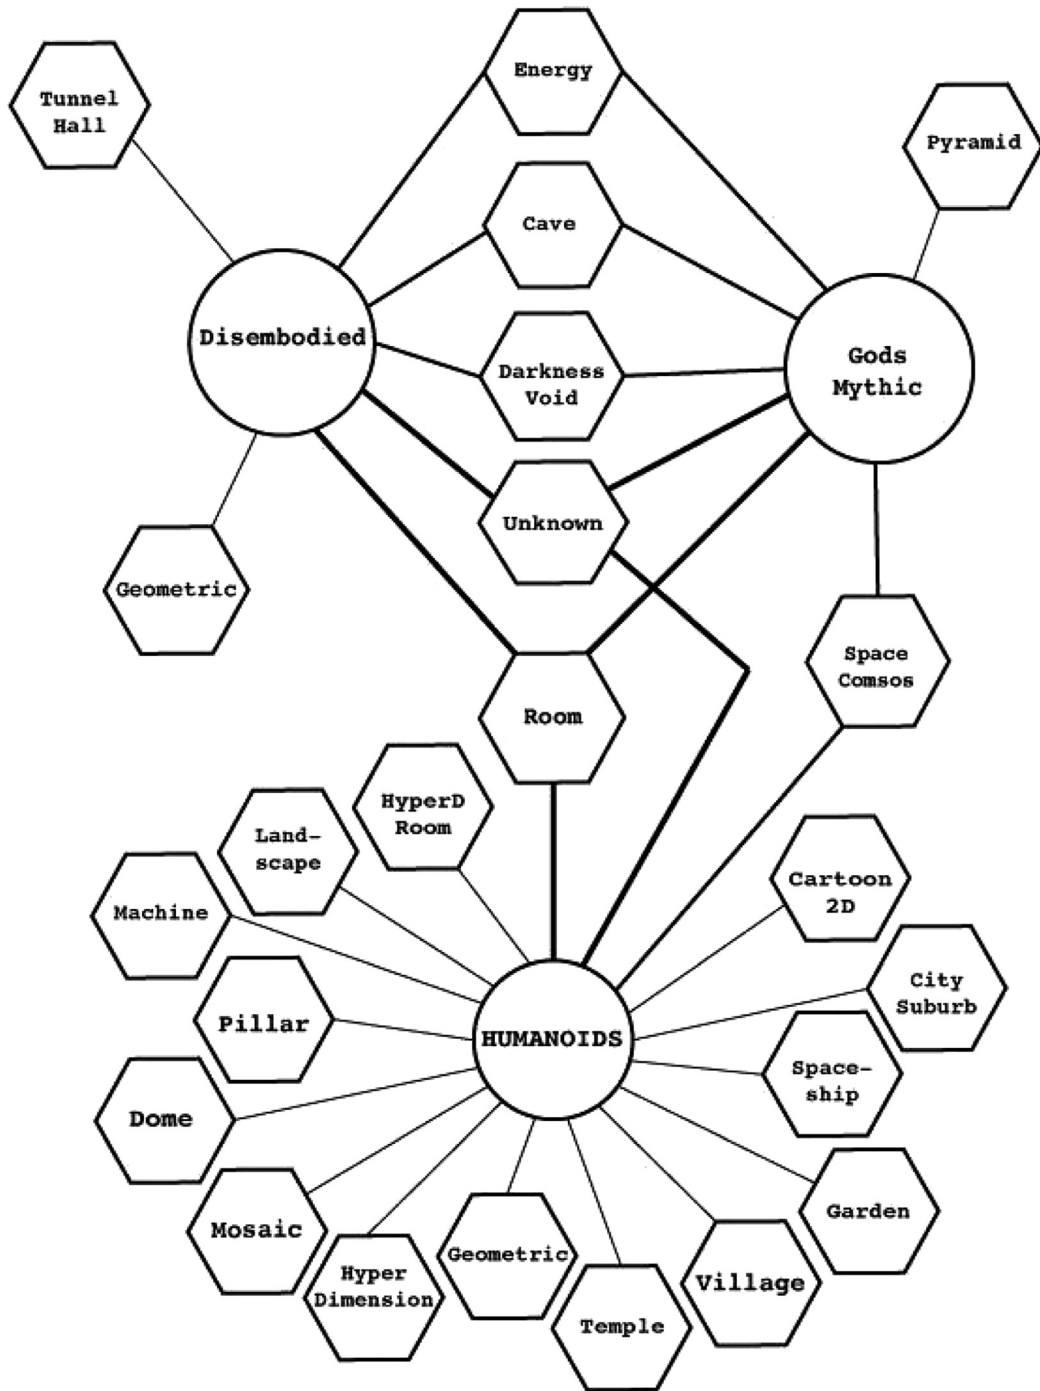 Energy
Tunnel
Hall
Pyramid
Cave
Disembodied
Gods
Mythic
Darkness
Void
Unknown
Geometric
Space
Comsos
Room
HyperD
Room
Land-
scape
Cartoon
2D
Machine
City
Suburb
Pillar
HUMANOIDS
Space-
ship
Dome
Garden
Mosaic
Geometric
Hyper
Dimension
Village
Temple